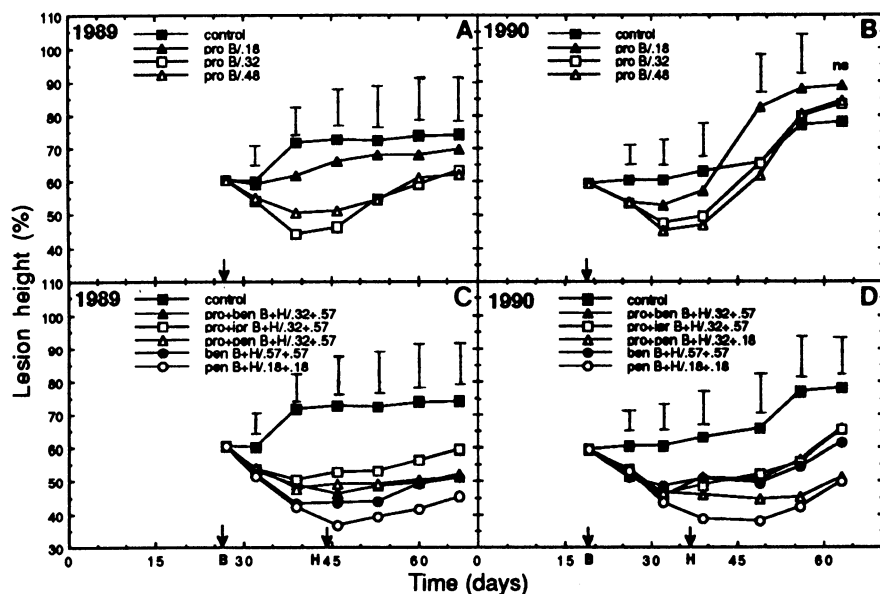 1989
A
control
pro B/.18
pro B/.32
pro B/.48
1990
B
control
pro B/.18
pro B/.32
pro B/.48
ns
110
100
90
80
70
60
50
40
1989
C
control
pro+ben B+H/.32+.57
pro+ipr B+H/.32+.57
pro+pen B+H/.32+.57
ben B+H/.57+.57
pen B+H/.18+.18
1990
D
control
pro+ben B+H/.32+.57
pro+ipr B+H/.32+.57
pro+pen B+H/.32+.18
ben B+H/.57+.57
pen B+H/.18+.18
100
90
80
70
60
50
40
30
Lesion height (%)
B
H
B
H
0 15 30 45 60 0 15 30 45 60
Time (days)